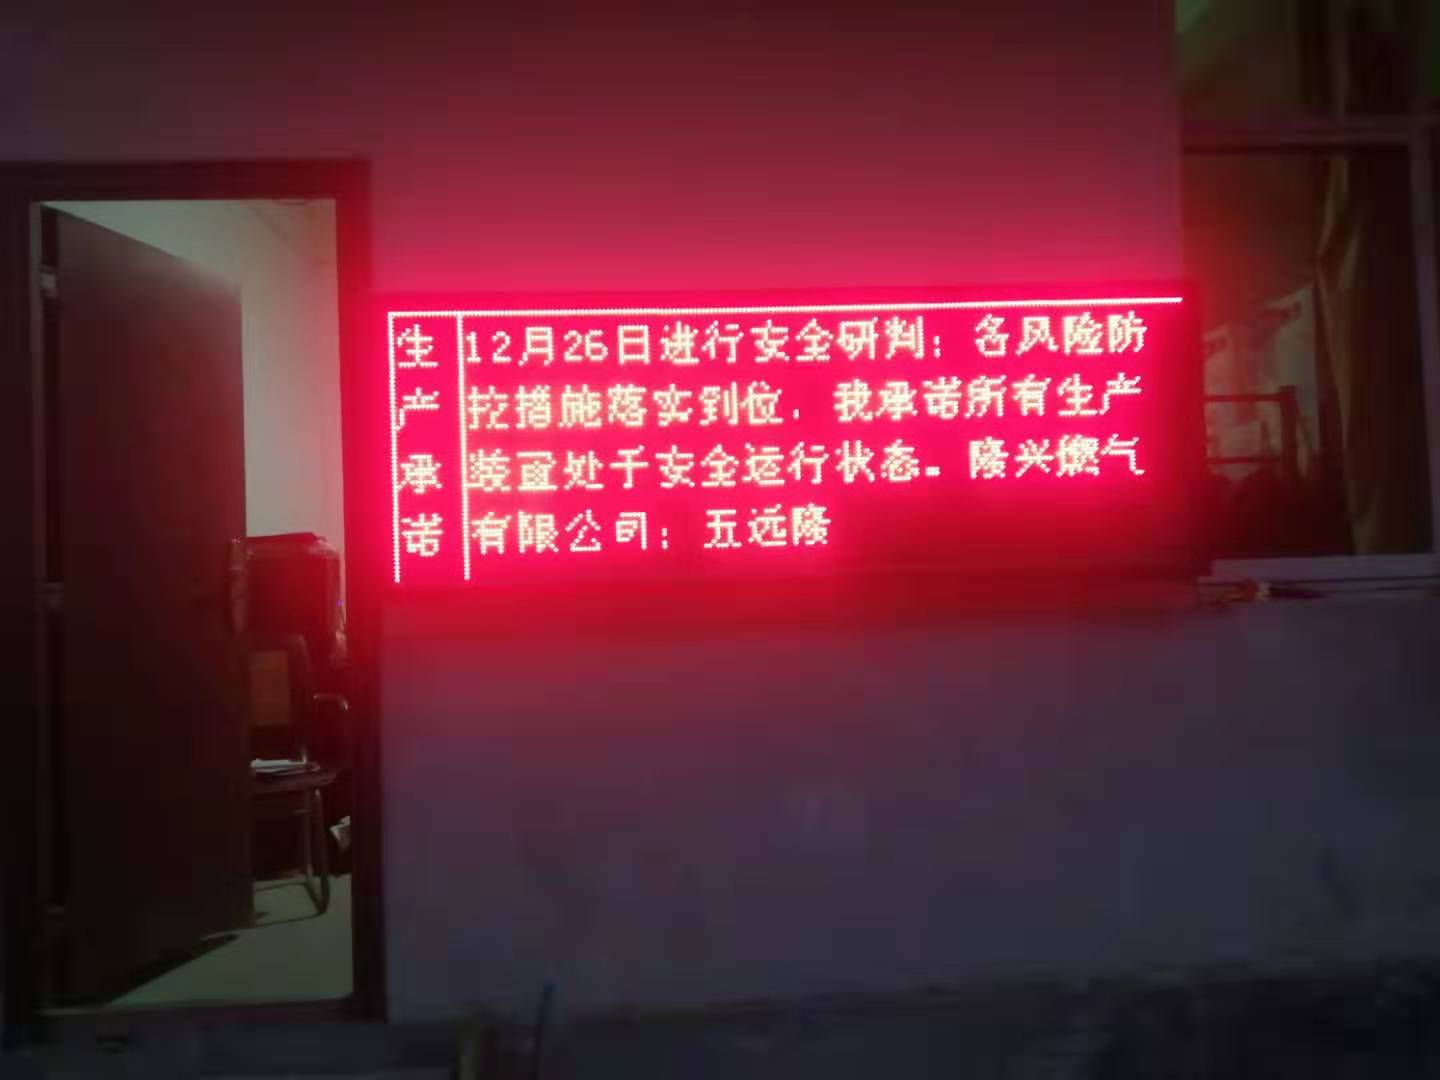 生产承诺
12月26日进行安全研判：各风险防
控措施落实到位，我承诺所有生产
装置处于安全运行状态。隆兴燃气
有限公司：五远隆